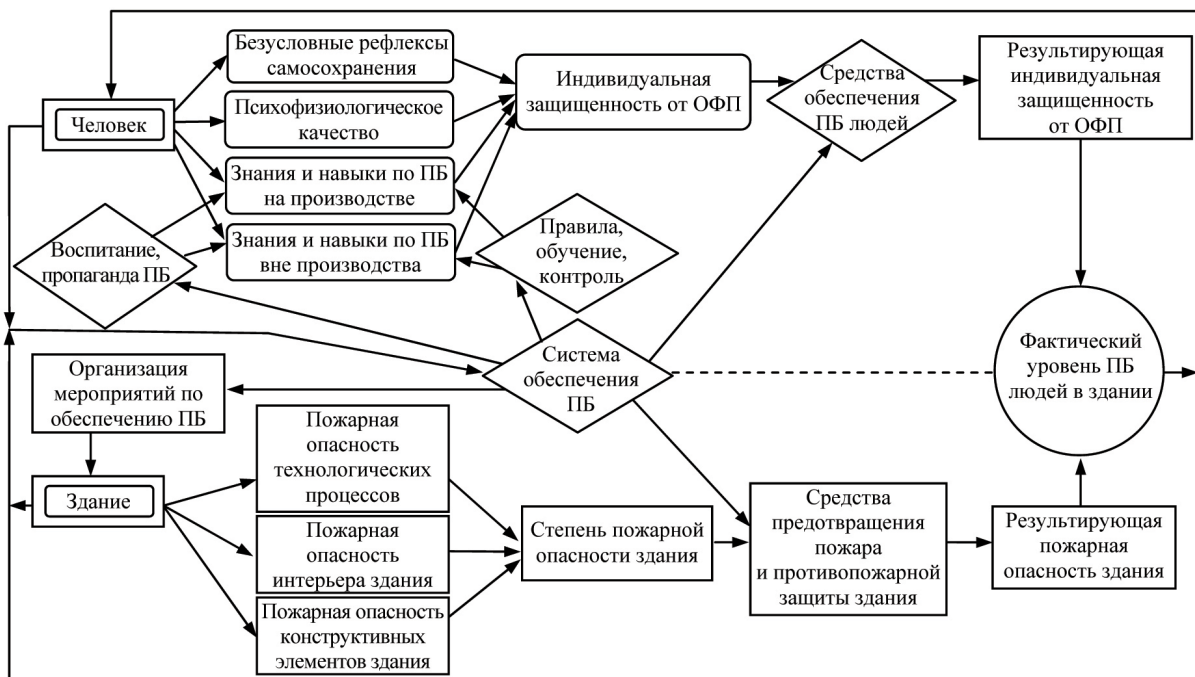 Безусловные рефлексы
самосохранения
Индивидуальная
защищенность от ОФП
Средства
обеспечения
ПБ людей
Результирующая
индивидуальная
защищенность
от ОФП
Человек
Психофизиологическое
качество
Знания и навыки по ПБ
на производстве
Знания и навыки по ПБ
вне производства
Воспитание,
пропаганда ПБ
Правила,
обучение,
контроль
Система
обеспечения
ПБ
Фактический
уровень ПБ
людей в здании
Организация
мероприятий по
обеспечению ПБ
Здание
Пожарная
опасность
технологических
процессов
Пожарная
опасность
интерьера здания
Пожарная опасность
конструктивных
элементов здания
Степень пожарной
опасности здания
Средства
предотвращения
пожара
и противопожарной
защиты здания
Результирующая
пожарная
опасность здания